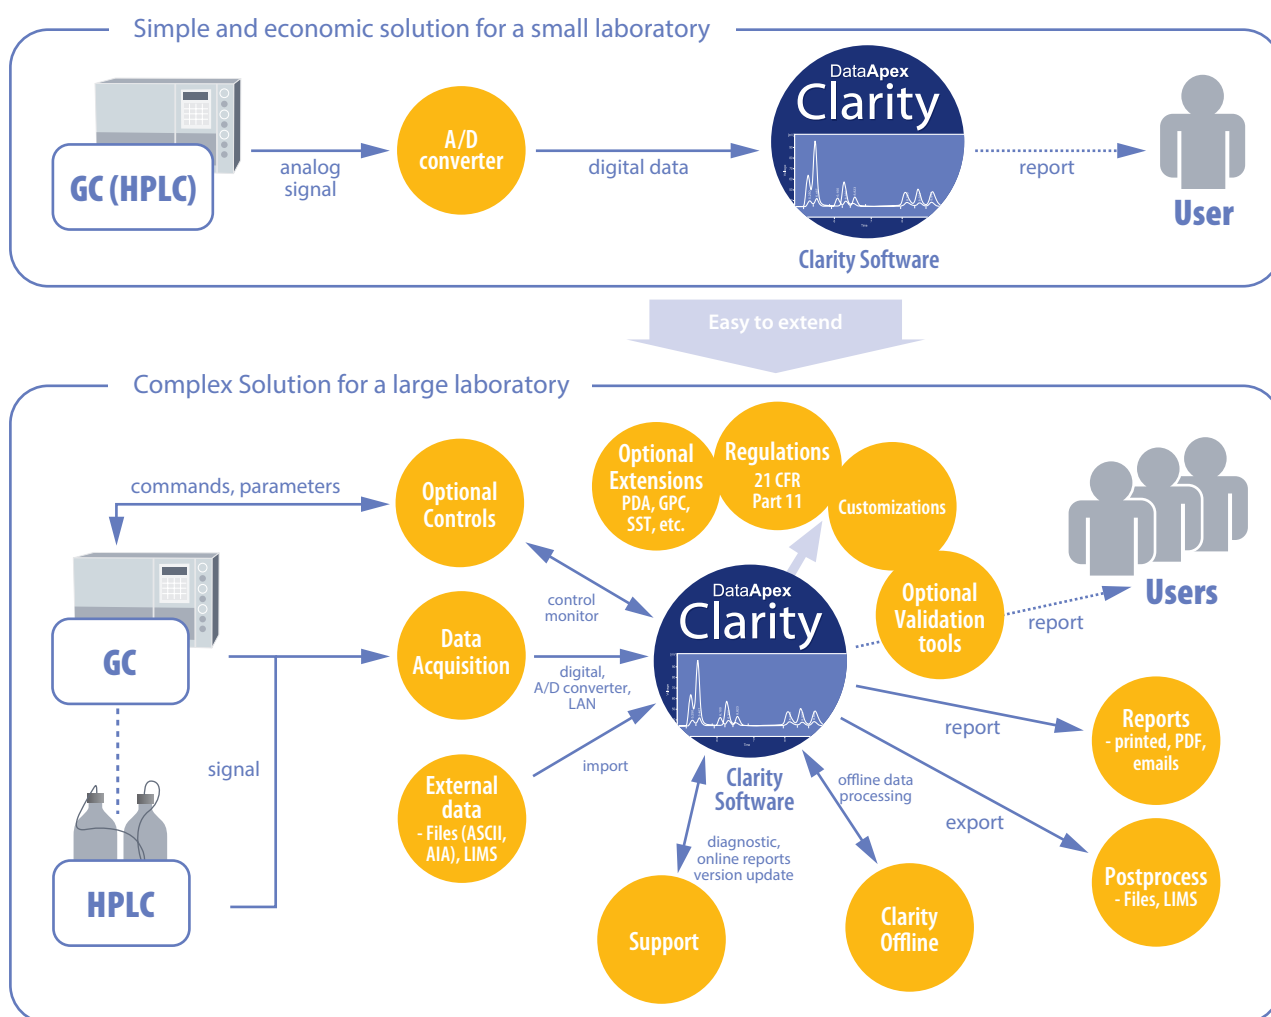 Simple and economic solution for a small laboratory
GC (HPLC)
analog
signal
A/D
converter
digital data
DataApex
Clarity
Clarity Software
report
User
Easy to extend
Complex Solution for a large laboratory
commands, parameters
Optional
Controls
Optional
Extensions
PDA, GPC,
SST, etc.
Regulations
21 CFR
Part 11
Customizations
Optional
Validation
tools
Users
report
control
monitor
GC
Data
Acquisition
digital,
A/D converter,
LAN
DataApex
Clarity
Clarity
Software
signal
HPLC
External
data
- Files (ASCII,
AIA), LIMS
import
diagnostic,
online reports
version update
Support
offline data
processing
Clarity
Offline
report
Reports
- printed, PDF,
emails
export
Postprocess
- Files, LIMS